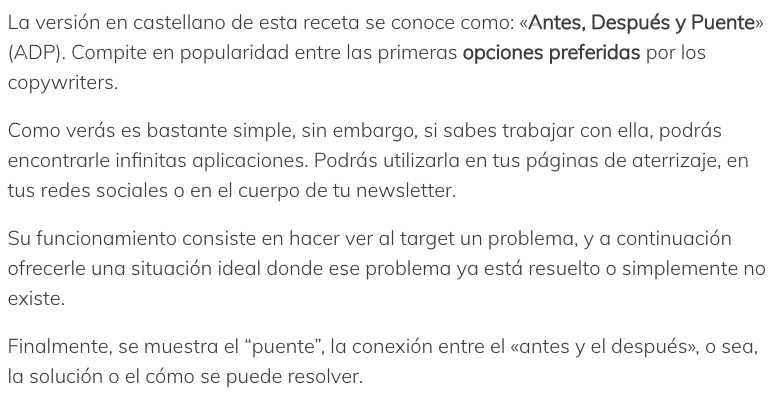 La versión en castellano de esta receta se conoce como: «Antes, Después y Puente»
(ADP). Compite en popularidad entre las primeras opciones preferidas por los
copywriters.
Como verás es bastante simple, sin embargo, si sabes trabajar con ella, podrás
encontrarle infinitas aplicaciones. Podrás utilizarla en tus páginas de aterrizaje, en
tus redes sociales o en el cuerpo de tu newsletter.
Su funcionamiento consiste en hacer ver al target un problema, y a continuación
ofrecerle una situación ideal donde ese problema ya está resuelto o simplemente no
existe.
Finalmente, se muestra el “puente”, la conexión entre el «antes y el después», o sea,
la solución o el cómo se puede resolver.